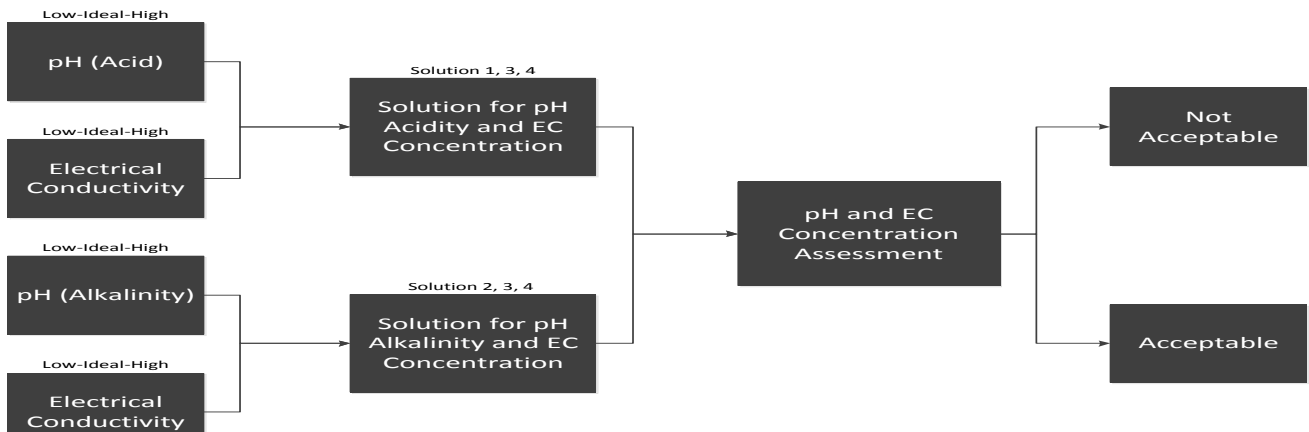 Low-Ideal-High
pH (Acid)
Low-Ideal-High
Electrical
Conductivity
Low-Ideal-High
pH (Alkalinity)
Low-Ideal-High
Electrical
Conductivity
Solution 1, 3, 4
Solution for pH
Acidity and EC
Concentration
Solution 2, 3, 4
Solution for pH
Alkalinity and EC
Concentration
pH and EC
Concentration
Assessment
Not
Acceptable
Acceptable